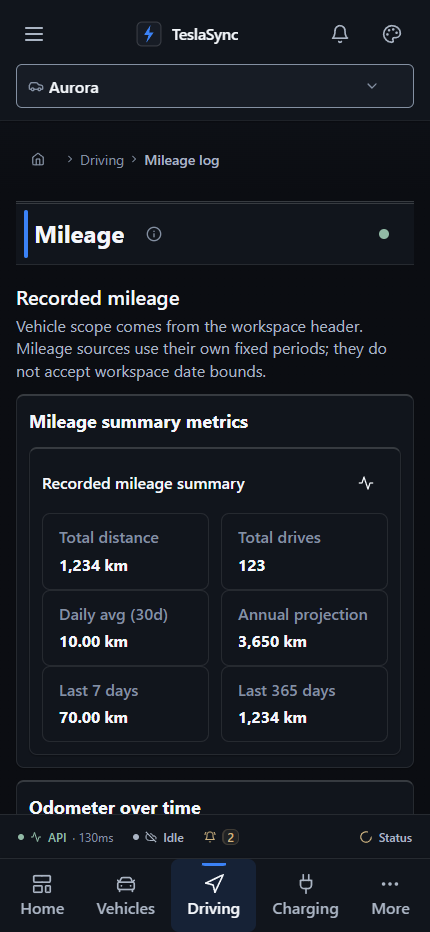 TeslaSync
Aurora
Driving
Mileage log
Mileage
Recorded mileage
Vehicle scope comes from the workspace header.
Mileage sources use their own fixed periods; they do
not accept workspace date bounds.
Mileage summary metrics
Recorded mileage summary
Total distance
1,234 km
Total drives
123
Daily avg (30d)
10.00 km
Annual projection
3,650 km
Last 7 days
70.00 km
Last 365 days
1,234 km
Odometer over time
API · 130ms
Idle
2
Status
Home
Vehicles
Driving
Charging
More